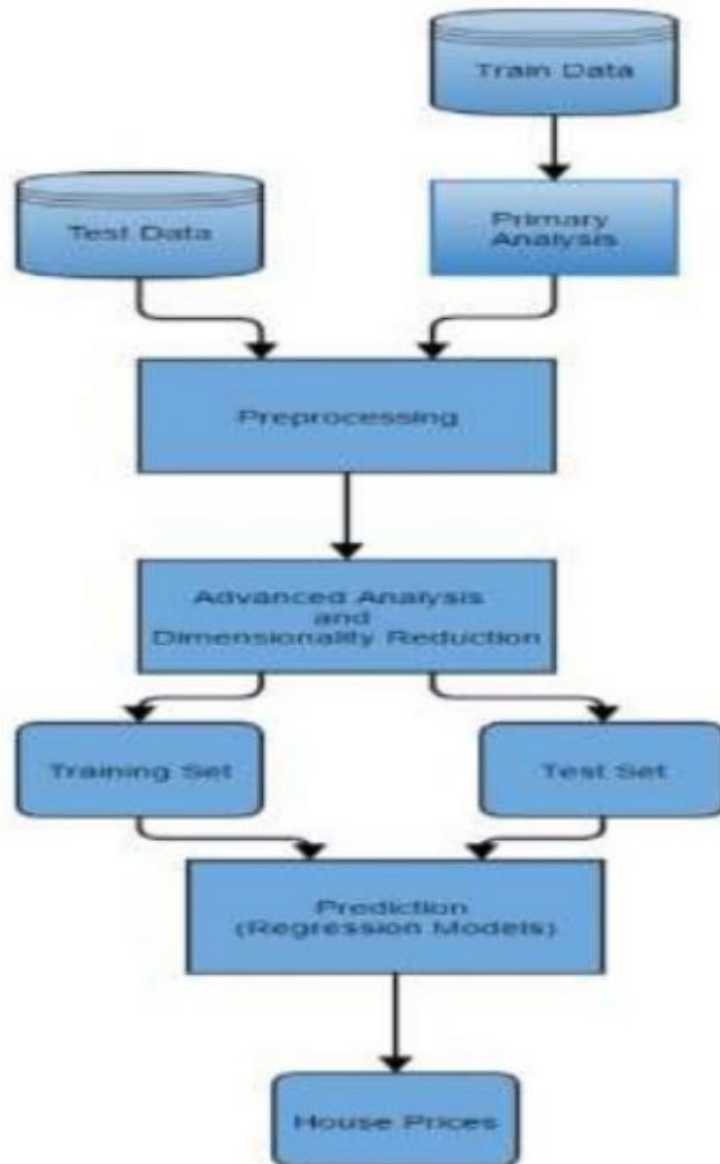 Train Data
Test Data
Primary
Analysis
Preprocessing
Advanced Analysis
and
Dimensionality Reduction
Training Set
Test Set
Prediction
(Regression Models)
House Prices